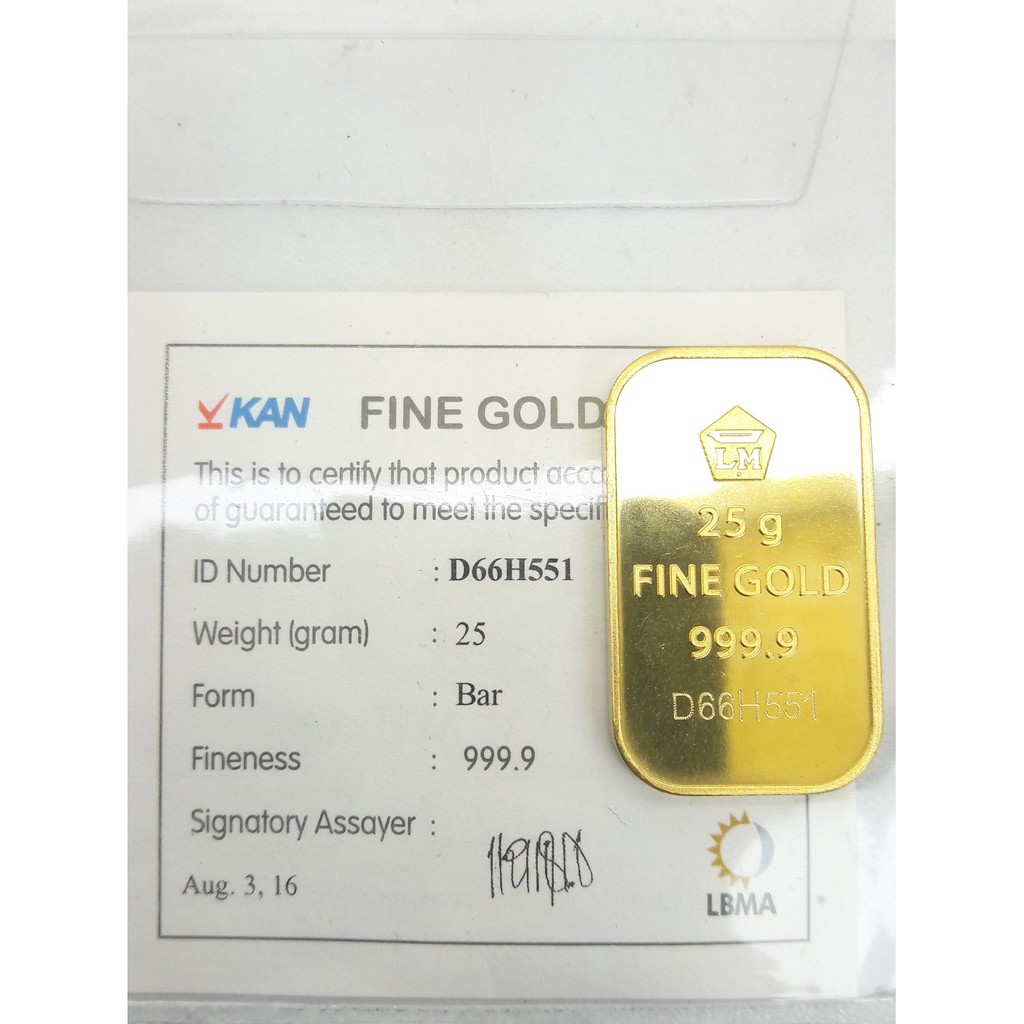 KAN FINE GOLD
This is to certify that product acco
of guaranteed to meet the specifi
ID Number : D66H551
Weight (gram) : 25
Form : Bar
Fineness : 999.9
Signatory Assayer :
Aug. 3, 16
LBMA
LM
25 g
FINE GOLD
999.9
D66H551